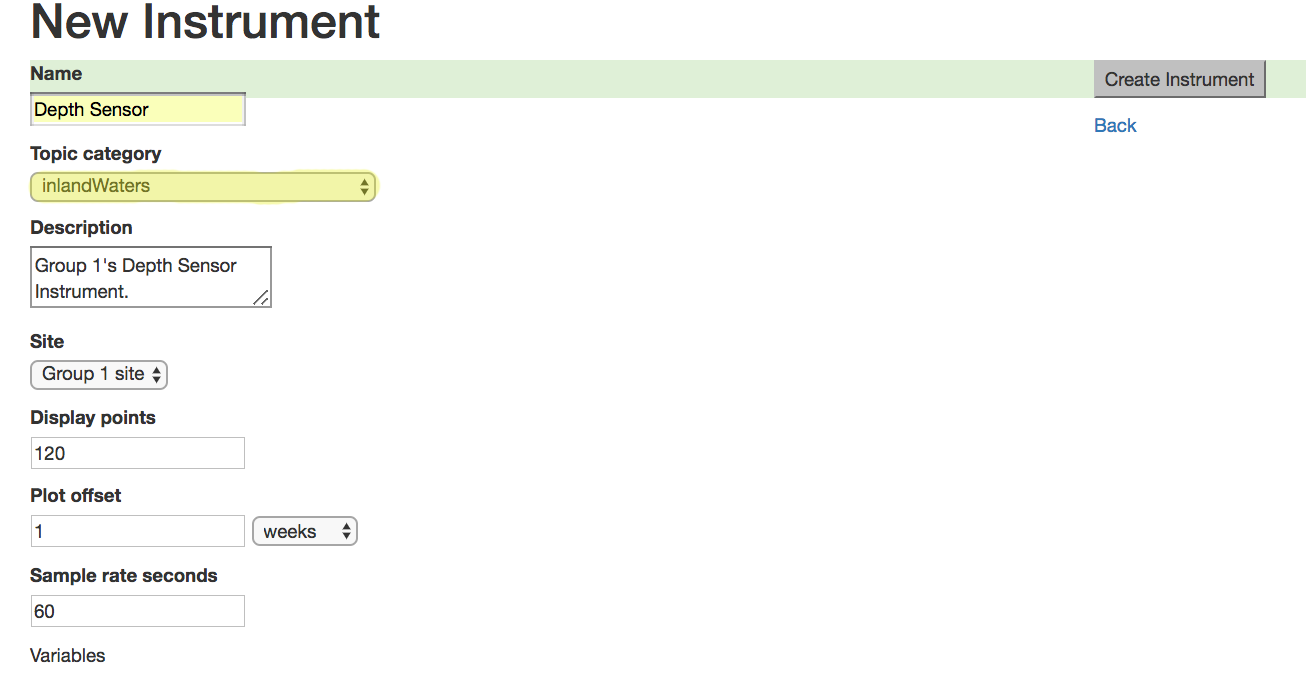 New Instrument
Name
Create Instrument
Depth Sensor
Back
Topic category
inlandWaters
Description
Group 1's Depth Sensor
Instrument.
Site
Group 1 site
Display points
120
Plot offset
1 weeks
Sample rate seconds
60
Variables